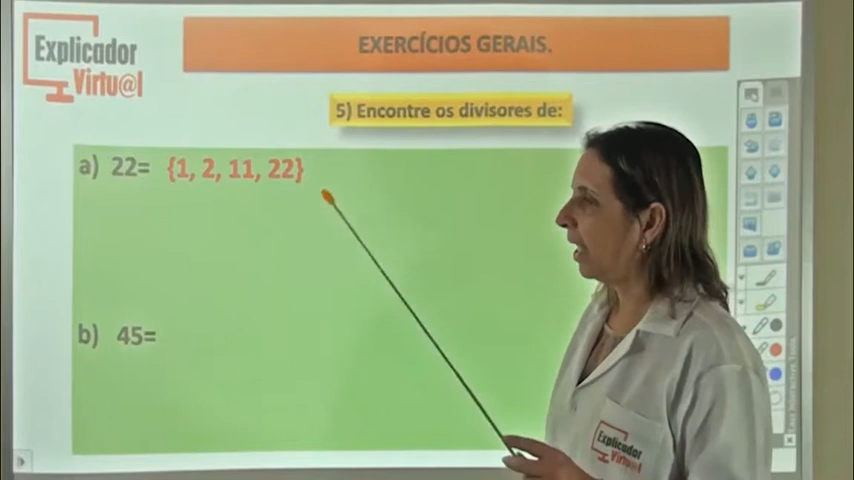 Explicador
Virtu@l
EXERCÍCIOS GERAIS.
5) Encontre os divisores de:
a) 22= {1, 2, 11, 22}
b) 45=
Explicador
Virtu@l